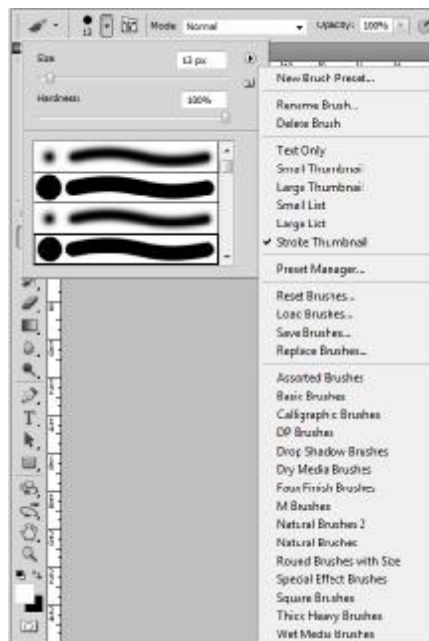 Mode: Normal
Opacity: 100%
13
Size
13 px
Hardness:
100%
New Brush Preset...
Rename Brush...
Delete Brush
Text Only
Small Thumbnail
Large Thumbnail
Small List
Large List
Stroke Thumbnail
Preset Manager...
Reset Brushes...
Load Brushes...
Save Brushes...
Replace Brushes...
Assorted Brushes
Basic Brushes
Calligraphic Brushes
DP Brushes
Drop Shadow Brushes
Dry Media Brushes
Faux Finish Brushes
M Brushes
Natural Brushes 2
Natural Brushes
Round Brushes with Size
Special Effect Brushes
Square Brushes
Thick Heavy Brushes
Wet Media Brushes